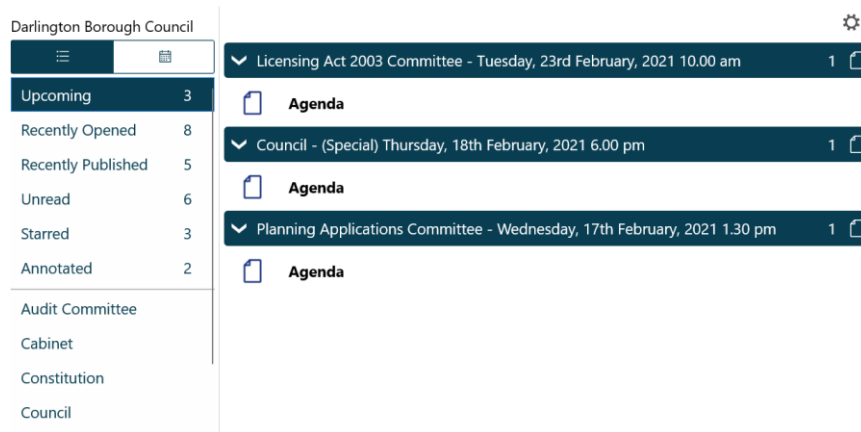 Darlington Borough Council
Upcoming 3
Recently Opened 8
Recently Published 5
Unread 6
Starred 3
Annotated 2
Audit Committee
Cabinet
Constitution
Council
Licensing Act 2003 Committee - Tuesday, 23rd February, 2021 10.00 am 1
Agenda
Council - (Special) Thursday, 18th February, 2021 6.00 pm 1
Agenda
Planning Applications Committee - Wednesday, 17th February, 2021 1.30 pm 1
Agenda